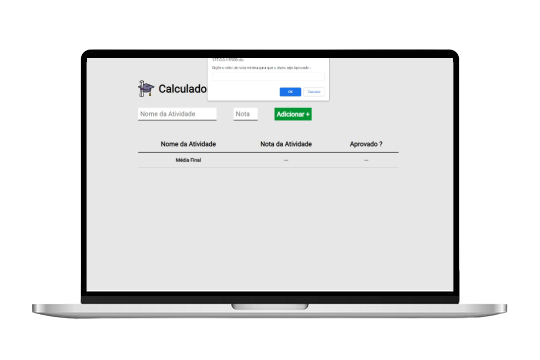 Digite o valor da nota mínima para que o aluno seja Aprovado :
OK
Cancelar
Calculado
Nome da Atividade
Nota
Adicionar +
Nome da Atividade
Nota da Atividade
Aprovado ?
Média Final
---
---